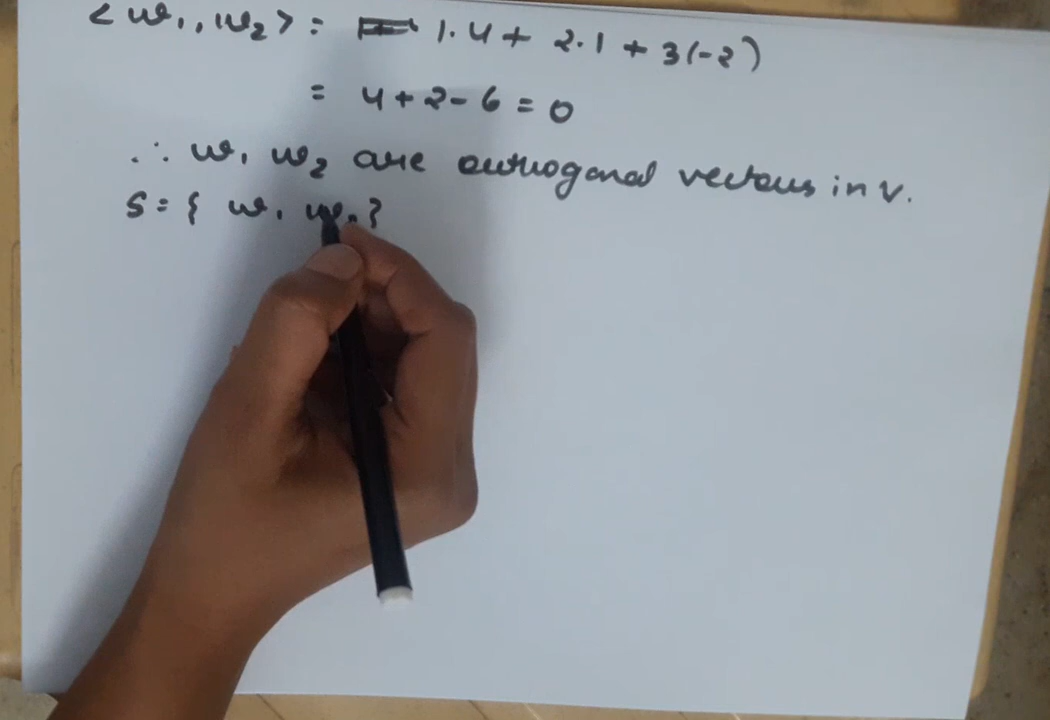 <w₁, w₂> = 1.4 + 2.1 + 3(-2)
= 4+2-6 = 0
∴ w₁ w₂ are orthogonal vectors in V.
S = { w₁ w₂ }